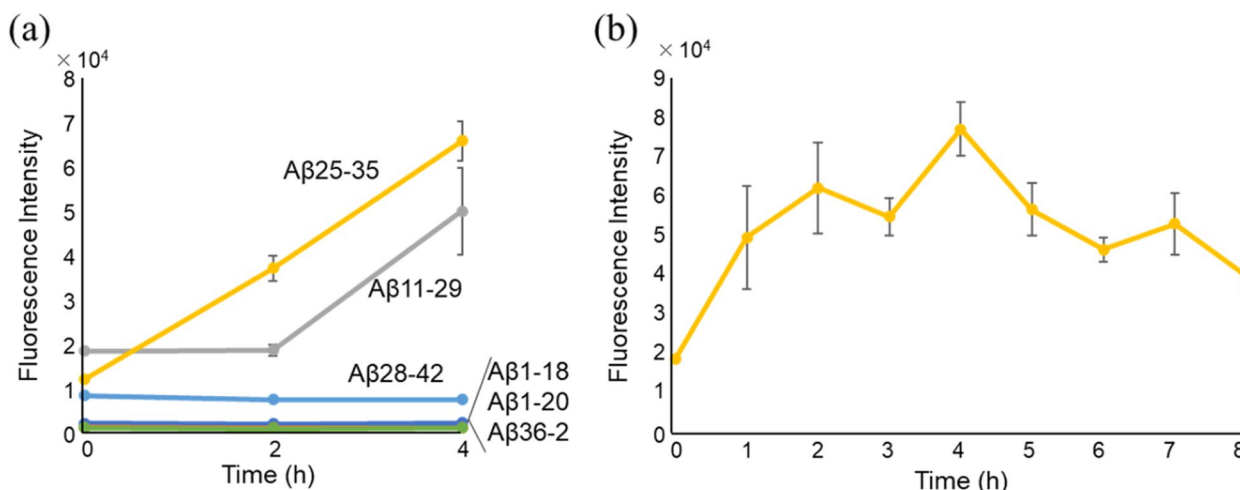 (a)
× 10⁴
8
7
6
5
4
3
2
1
0
Fluorescence Intensity
Aβ25-35
Aβ11-29
Aβ28-42
Aβ1-18
Aβ1-20
Aβ36-2
0 2 4
Time (h)
(b)
× 10⁴
9
8
7
6
5
4
3
2
1
0
Fluorescence Intensity
0 1 2 3 4 5 6 7 8
Time (h)